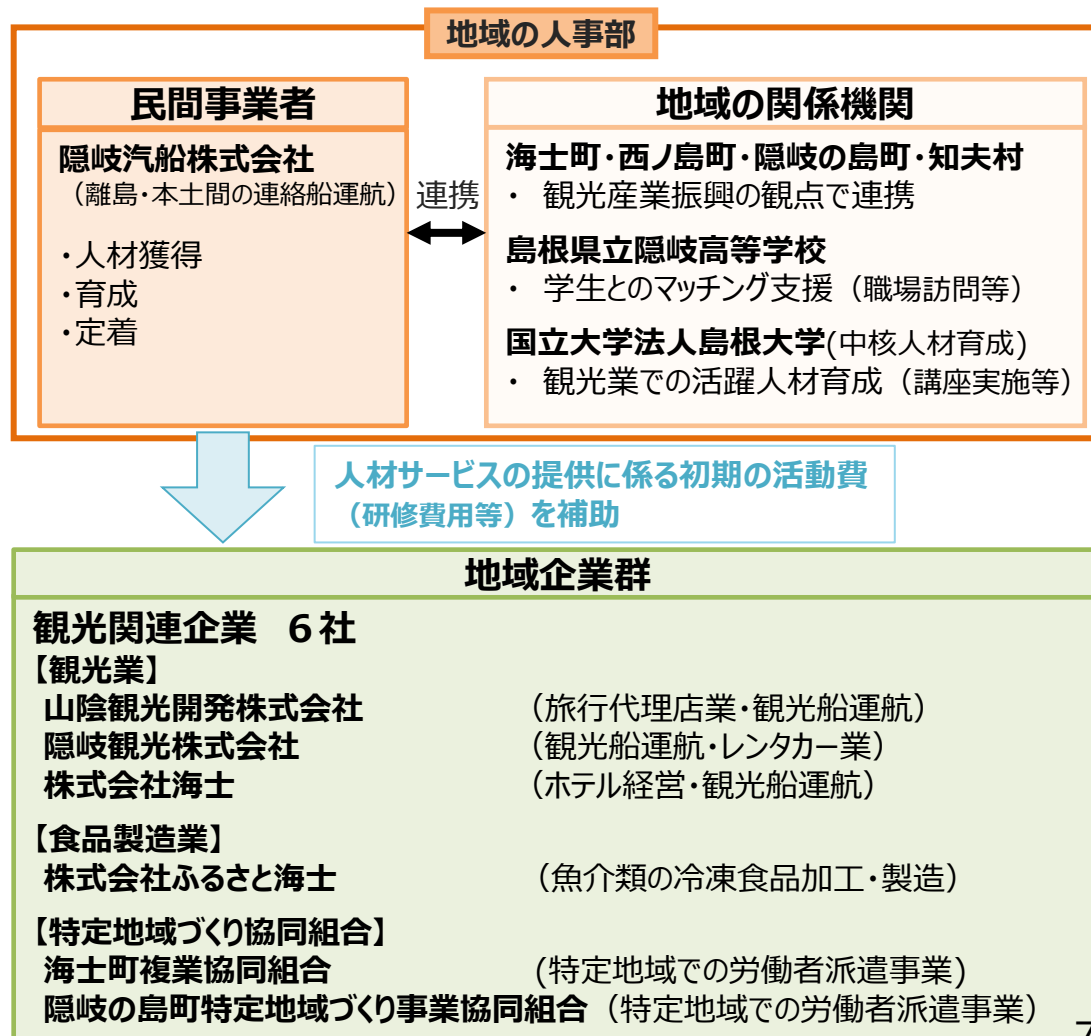 地域の人事部
民間事業者
隠岐汽船株式会社
（離島・本土間の連絡船運航）
・人材獲得
・育成
・定着
連携
地域の関係機関
海士町・西ノ島町・隠岐の島町・知夫村
・ 観光産業振興の観点で連携
島根県立隠岐高等学校
・ 学生とのマッチング支援（職場訪問等）
国立大学法人島根大学(中核人材育成)
・ 観光業での活躍人材育成（講座実施等）
人材サービスの提供に係る初期の活動費
（研修費用等）を補助
地域企業群
観光関連企業 ６社
【観光業】
山陰観光開発株式会社 （旅行代理店業・観光船運航）
隠岐観光株式会社 （観光船運航・レンタカー業）
株式会社海士 （ホテル経営・観光船運航）
【食品製造業】
株式会社ふるさと海士 （魚介類の冷凍食品加工・製造）
【特定地域づくり協同組合】
海士町複業協同組合 (特定地域での労働者派遣事業)
隠岐の島町特定地域づくり事業協同組合（特定地域での労働者派遣事業）